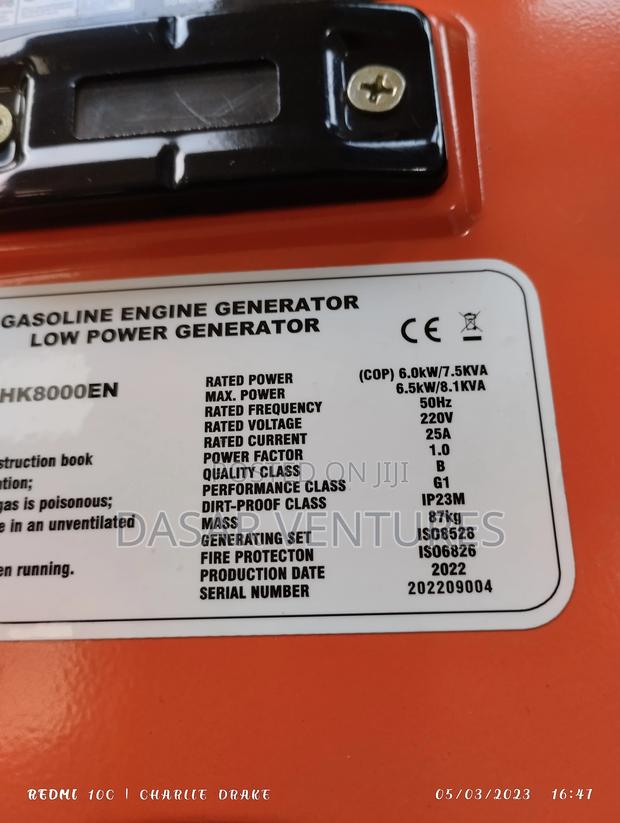 GASOLINE ENGINE GENERATOR
LOW POWER GENERATOR
CE
HK8000EN
RATED POWER (COP) 6.0kW/7.5KVA
MAX. POWER 6.5kW/8.1KVA
RATED FREQUENCY 50Hz
RATED VOLTAGE 220V
RATED CURRENT 25A
POWER FACTOR 1.0
QUALITY CLASS B
PERFORMANCE CLASS G1
DIRT-PROOF CLASS IP23M
MASS 87kg
GENERATING SET ISO8528
FIRE PROTECTON ISO6826
PRODUCTION DATE 2022
SERIAL NUMBER 202209004
struction book
tion;
gas is poisonous;
e in an unventilated
en running.
POSTED ON JIJI
DASAR VENTURES
REDMI 10C | CHARLIE DRAKE 05/03/2023 16:47